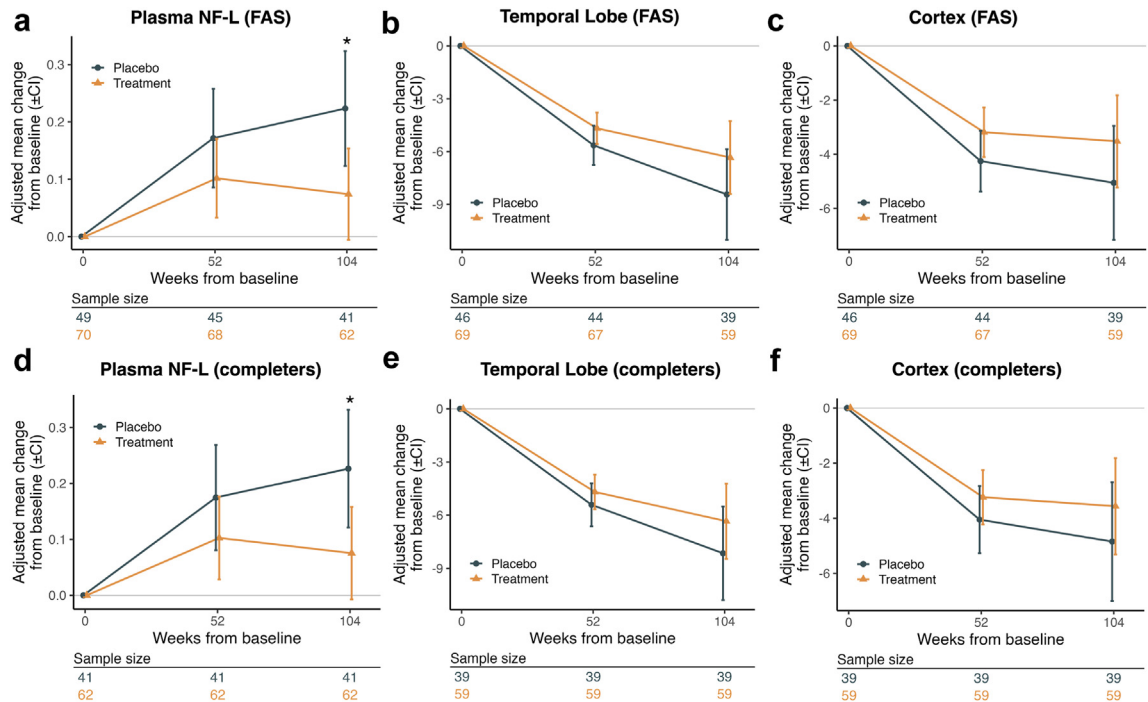 a
Plasma NF-L (FAS)
Adjusted mean change
from baseline (±CI)
0.3
0.2
0.1
0.0
*
Placebo
Treatment
0 52 104
Weeks from baseline
Sample size
49 45 41
70 68 62
b
Temporal Lobe (FAS)
Adjusted mean change
from baseline (±CI)
0
-3
-6
-9
Placebo
Treatment
0 52 104
Weeks from baseline
Sample size
46 44 39
69 67 59
c
Cortex (FAS)
Adjusted mean change
from baseline (±CI)
0
-2
-4
-6
Placebo
Treatment
0 52 104
Weeks from baseline
Sample size
46 44 39
69 67 59
d
Plasma NF-L (completers)
Adjusted mean change
from baseline (±CI)
0.3
0.2
0.1
0.0
*
Placebo
Treatment
0 52 104
Weeks from baseline
Sample size
41 41 41
62 62 62
e
Temporal Lobe (completers)
Adjusted mean change
from baseline (±CI)
0
-3
-6
-9
Placebo
Treatment
0 52 104
Weeks from baseline
Sample size
39 39 39
59 59 59
f
Cortex (completers)
Adjusted mean change
from baseline (±CI)
0
-2
-4
-6
Placebo
Treatment
0 52 104
Weeks from baseline
Sample size
39 39 39
59 59 59